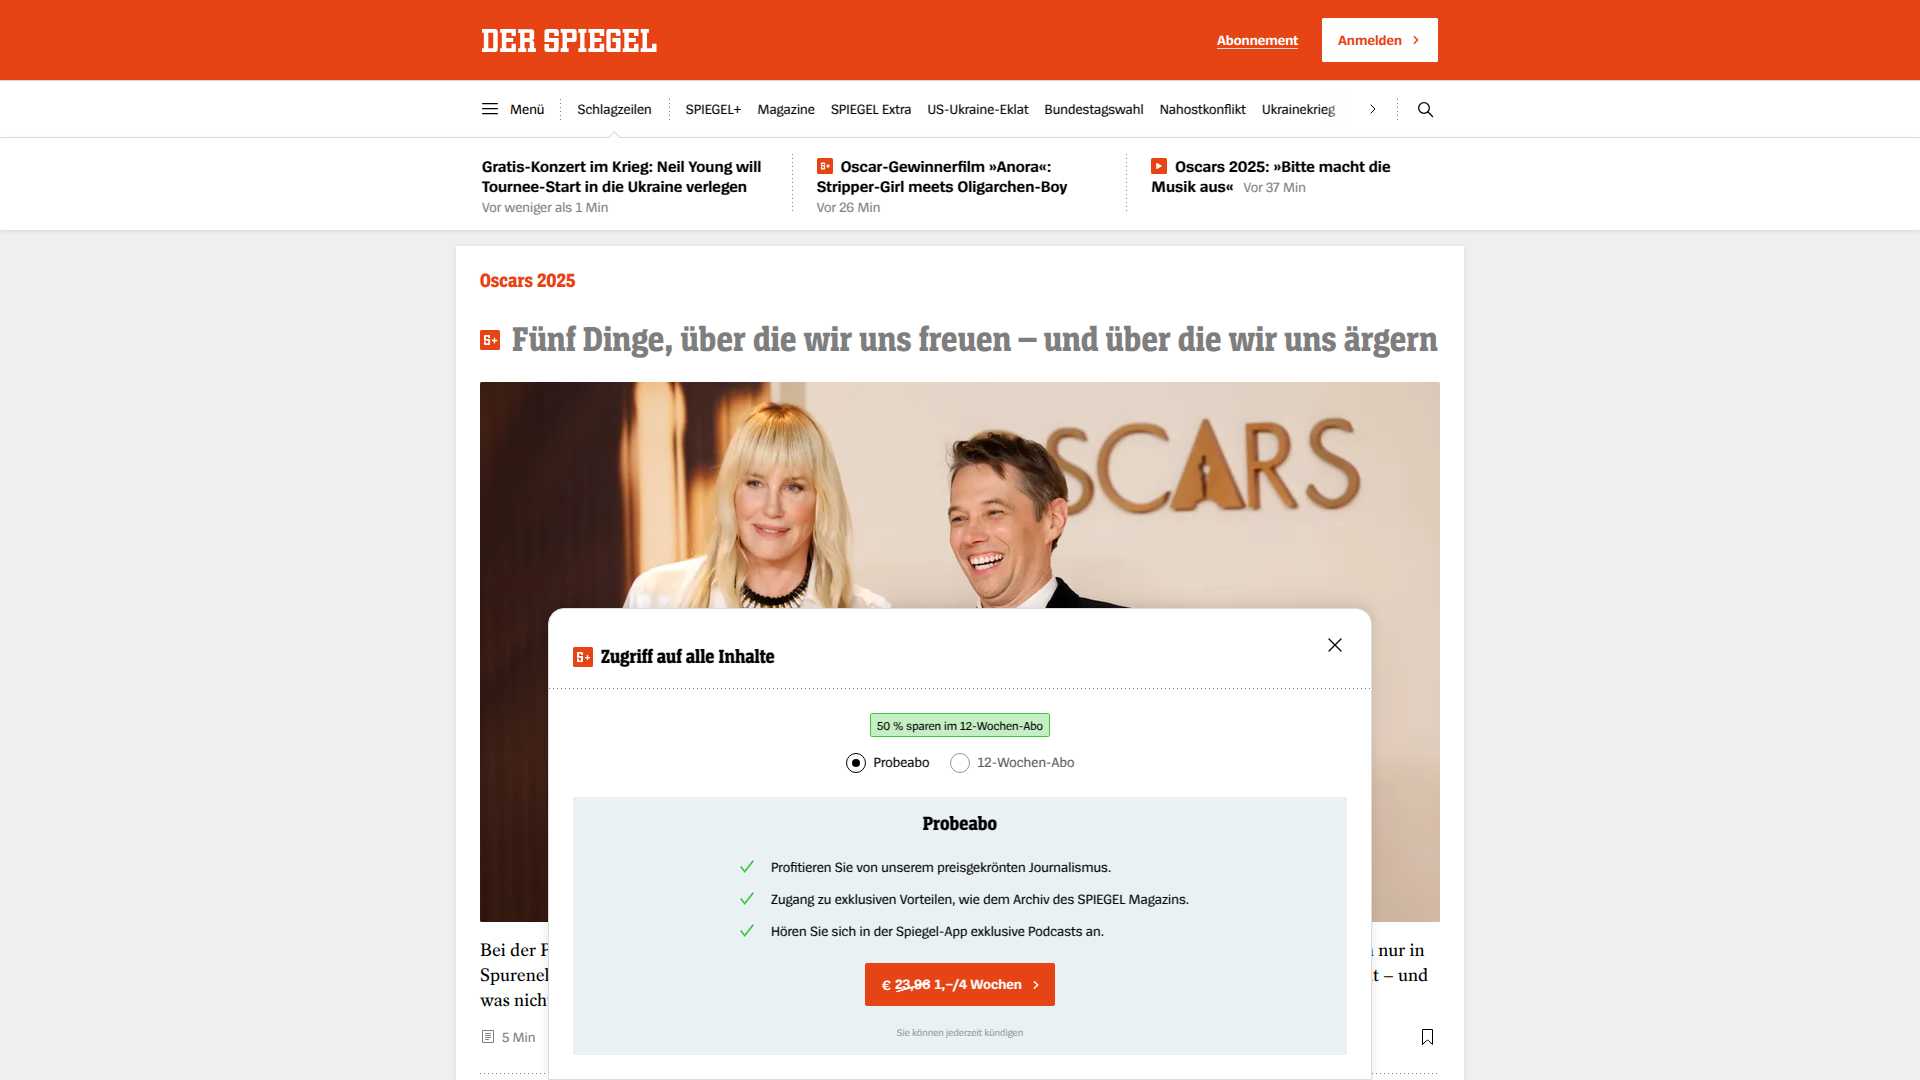 DER SPIEGEL
Abonnement
Anmelden
Menü
Schlagzeilen
SPIEGEL+
Magazine
SPIEGEL Extra
US-Ukraine-Eklat
Bundestagswahl
Nahostkonflikt
Ukrainekrieg
Gratis-Konzert im Krieg: Neil Young will
Tournee-Start in die Ukraine verlegen
Vor weniger als 1 Min
Oscar-Gewinnerfilm »Anora«:
Stripper-Girl meets Oligarchen-Boy
Vor 26 Min
Oscars 2025: »Bitte macht die
Musik aus« Vor 37 Min
Oscars 2025
Fünf Dinge, über die wir uns freuen – und über die wir uns ärgern
OSCARS
Zugriff auf alle Inhalte
50 % sparen im 12-Wochen-Abo
Probeabo
12-Wochen-Abo
Probeabo
Profitieren Sie von unserem preisgekrönten Journalismus.
Zugang zu exklusiven Vorteilen, wie dem Archiv des SPIEGEL Magazins.
Hören Sie sich in der Spiegel-App exklusive Podcasts an.
€ 23,96 1,–/4 Wochen
Sie können jederzeit kündigen
Bei der
nur in
– und
was
5 Min